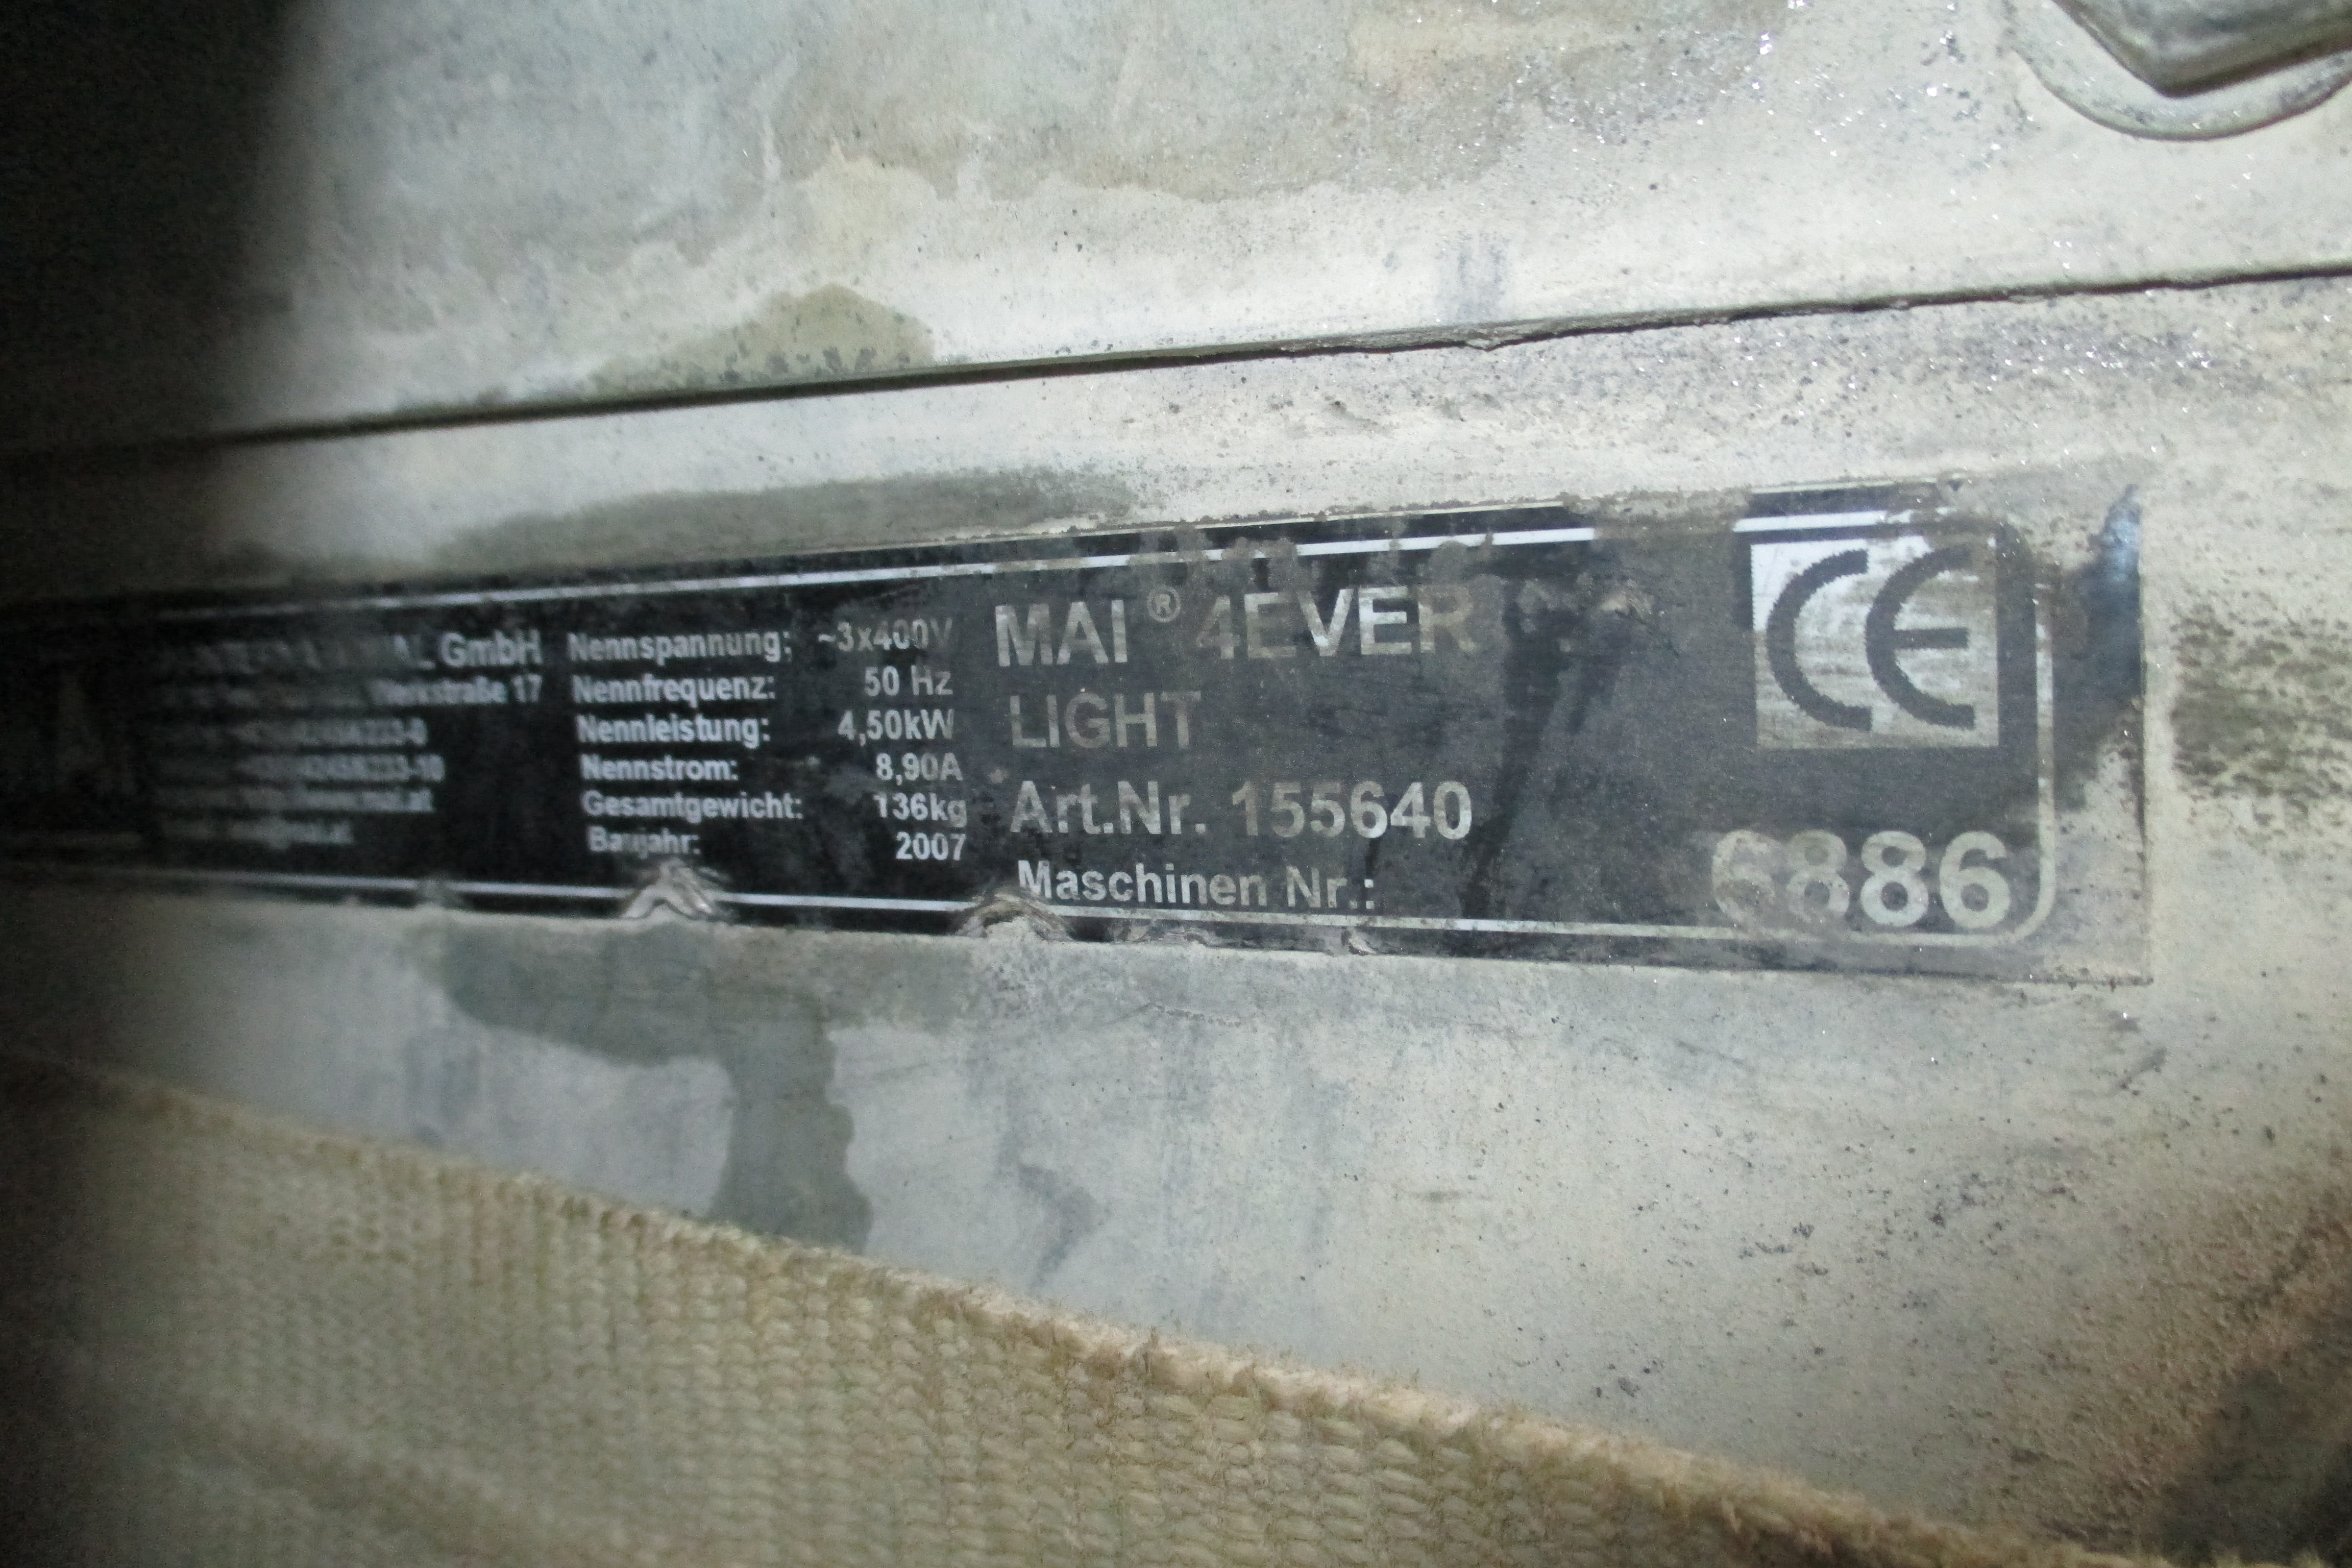 GmbH
Werkstraße 17
Nennspannung: ~3x400V
Nennfrequenz: 50 Hz
Nennleistung: 4,50kW
Nennstrom: 8,90A
Gesamtgewicht: 136kg
Baujahr: 2007
MAI® 4EVER
LIGHT
Art.Nr. 155640
Maschinen Nr.: 6886
CE